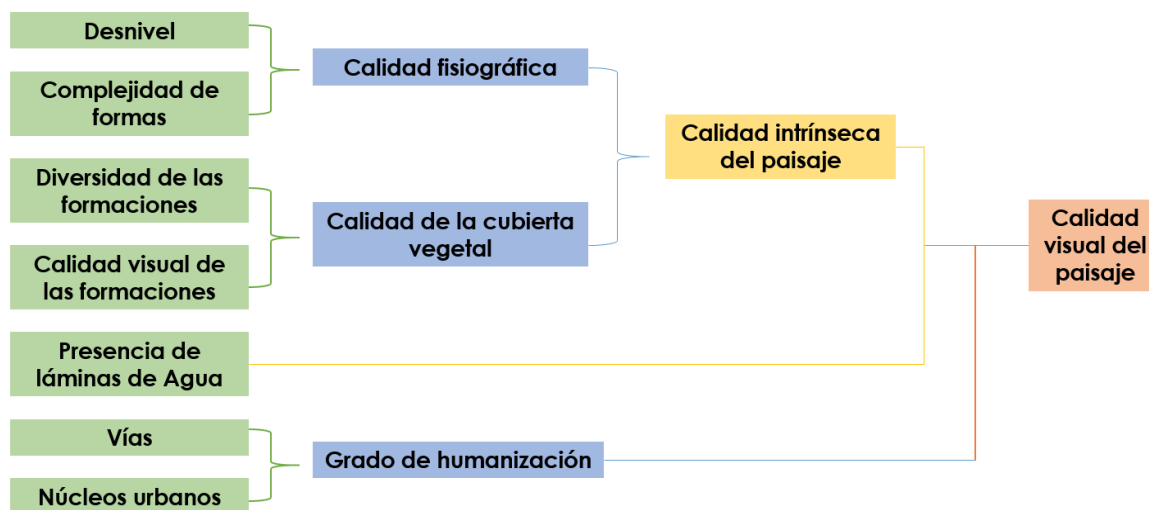 Desnivel
Complejidad de
formas
Diversidad de las
formaciones
Calidad visual de
las formaciones
Presencia de
láminas de Agua
Vías
Núcleos urbanos
Calidad fisiográfica
Calidad de la cubierta
vegetal
Grado de humanización
Calidad intrínseca
del paisaje
Calidad
visual del
paisaje